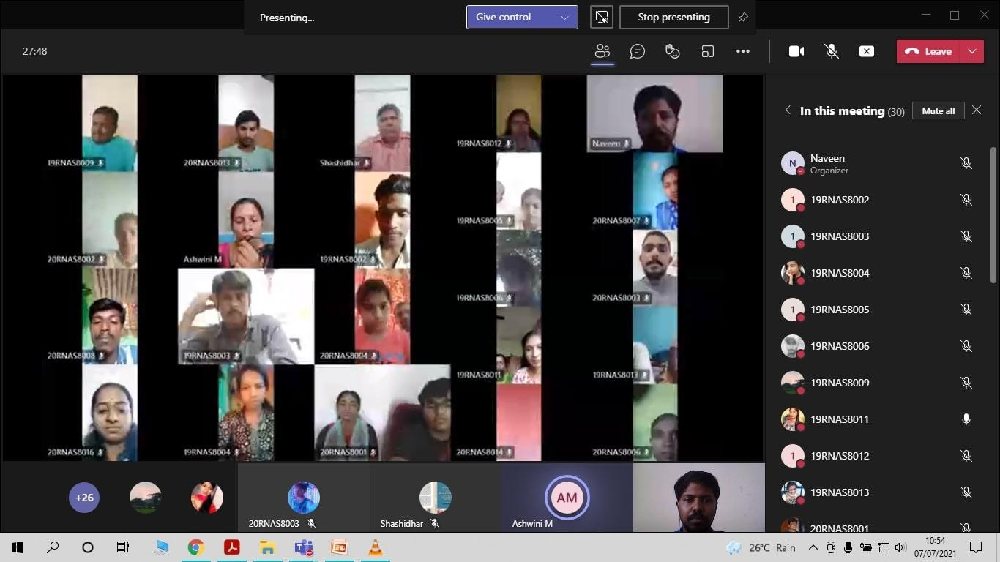 Presenting...
Give control
Stop presenting
27:48
Leave
19RNAS8009
20RNAS8013
Shashidhar
19RNAS8012
Naveen
20RNAS8002
Ashwini M
19RNAS8002
19RNAS8005
20RNAS8007
20RNAS8008
19RNAS8003
20RNAS8004
19RNAS8006
20RNAS8003
20RNAS8016
19RNAS8004
20RNAS8001
19RNAS8011
19RNAS8013
20RNAS8014
20RNAS8006
+26
20RNAS8003
Shashidhar
AM
Ashwini M
In this meeting (30)
Mute all
N
Naveen
Organizer
1
19RNAS8002
1
19RNAS8003
19RNAS8004
1
19RNAS8005
19RNAS8006
19RNAS8009
19RNAS8011
1
19RNAS8012
19RNAS8013
20RNAS8001
26°C Rain
10:54
07/07/2021